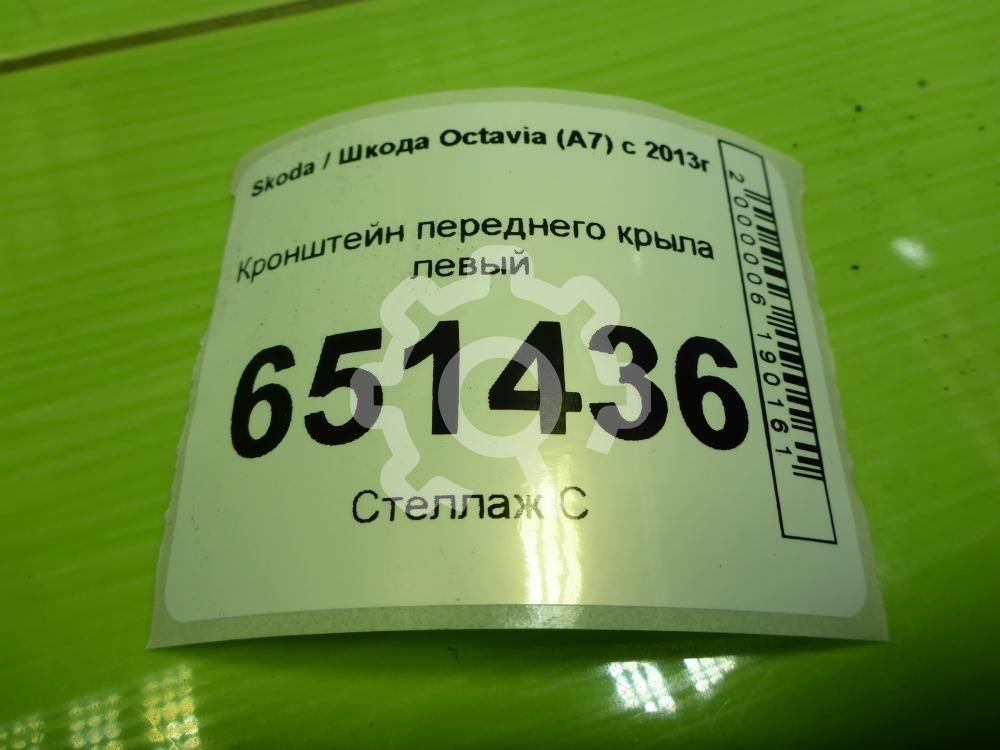 Skoda / Шкода Octavia (A7) с 2013г
Кронштейн переднего крыла
левый
651436
Стеллаж С
2000006190161